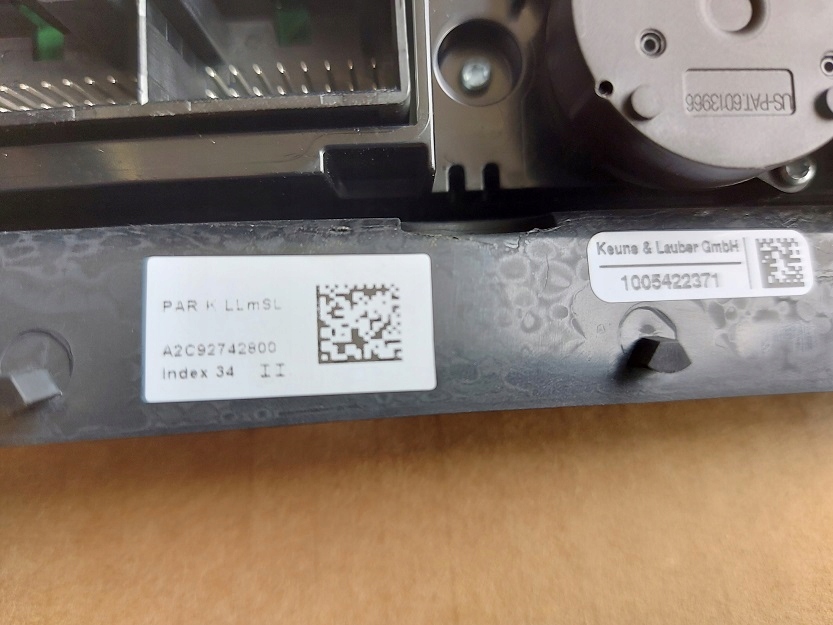 US-PAT.6013966
Keune & Lauber GmbH
1005422371
PAR K LLmSL
A2C92742800
Index 34 II